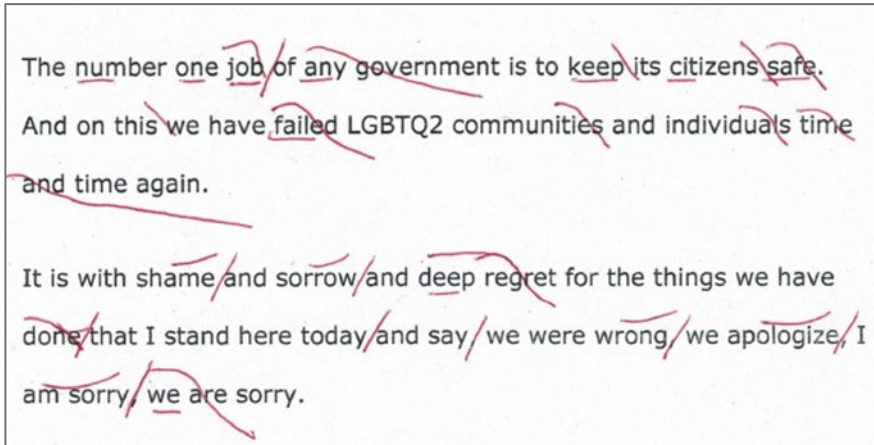 The number one job of any government is to keep its citizens safe.
And on this we have failed LGBTQ2 communities and individuals time
and time again.
It is with shame and sorrow and deep regret for the things we have
done that I stand here today and say, we were wrong, we apologize, I
am sorry, we are sorry.